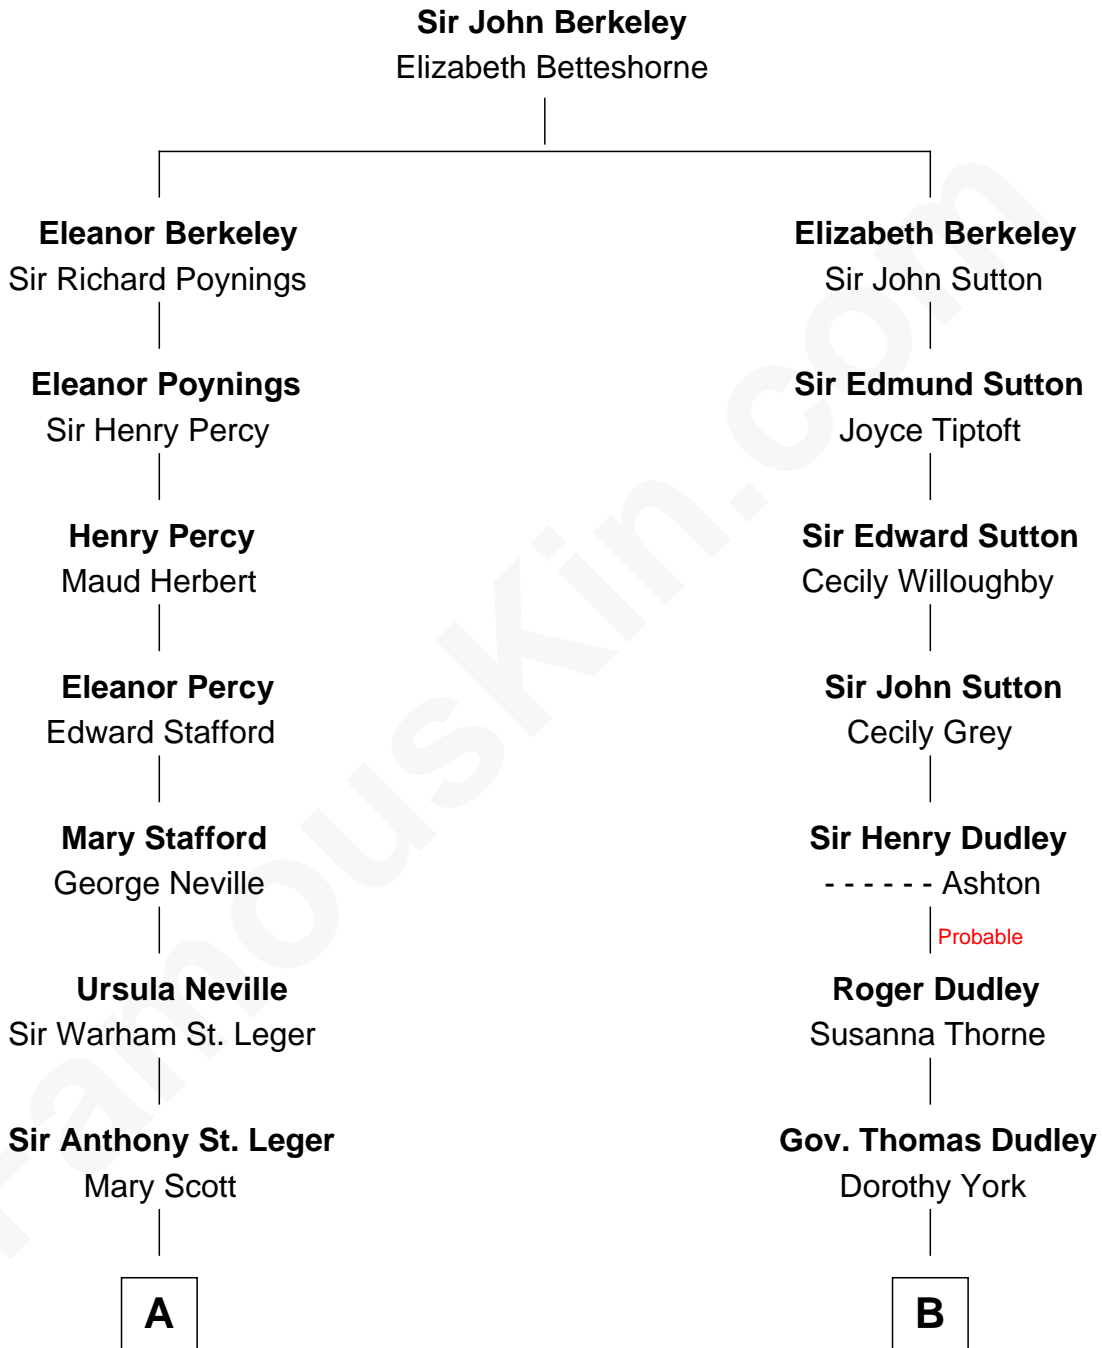 Sir John Berkeley
Elizabeth Betteshorne
Eleanor Berkeley
Sir Richard Poynings
Elizabeth Berkeley
Sir John Sutton
Eleanor Poynings
Sir Henry Percy
Sir Edmund Sutton
Joyce Tiptoft
Henry Percy
Maud Herbert
Sir Edward Sutton
Cecily Willoughby
Eleanor Percy
Edward Stafford
Sir John Sutton
Cecily Grey
Mary Stafford
George Neville
Sir Henry Dudley
- - - - - - Ashton
Probable
Ursula Neville
Sir Warham St. Leger
Roger Dudley
Susanna Thorne
Sir Anthony St. Leger
Mary Scott
Gov. Thomas Dudley
Dorothy York
A
B
FamousKin.com